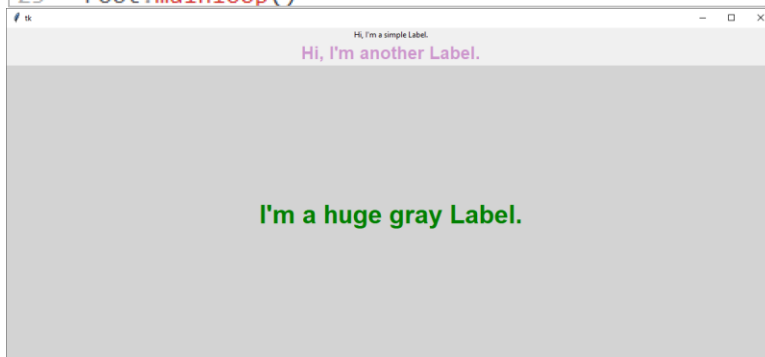 root.mainloop()
tk
Hi, I'm a simple Label.
Hi, I'm another Label.
I'm a huge gray Label.